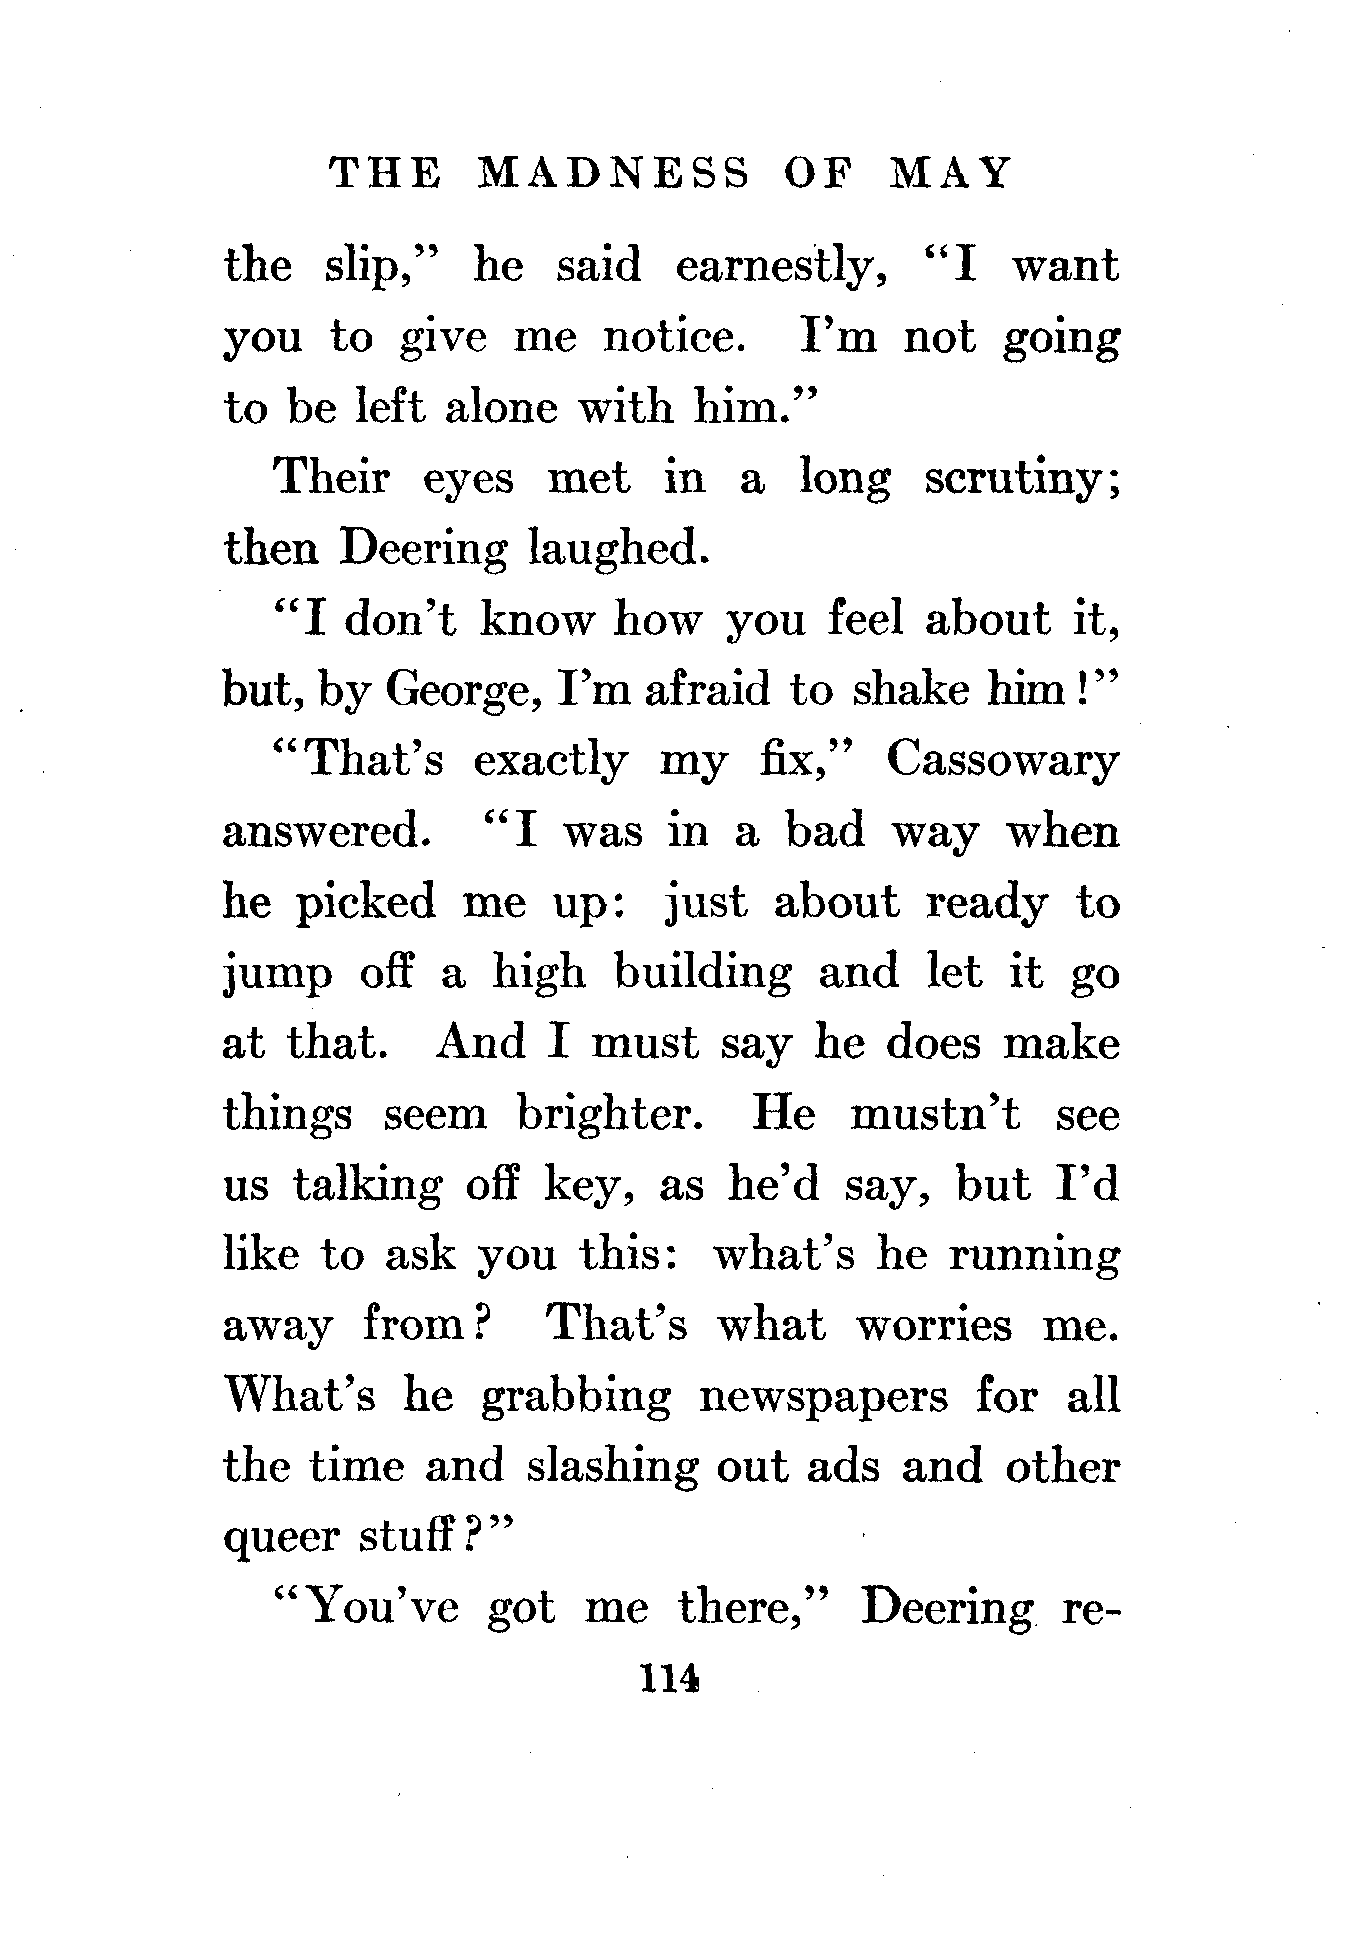 THE MADNESS OF MAY
the slip,” he said earnestly, “I want
you to give me notice. I’m not going
to be left alone with him.”
Their eyes met in a long scrutiny;
then Deering laughed.
“I don’t know how you feel about it,
but, by George, I’m afraid to shake him!”
“That’s exactly my fix,” Cassowary
answered. “I was in a bad way when
he picked me up: just about ready to
jump off a high building and let it go
at that. And I must say he does make
things seem brighter. He mustn’t see
us talking off key, as he’d say, but I’d
like to ask you this: what’s he running
away from? That’s what worries me.
What’s he grabbing newspapers for all
the time and slashing out ads and other
queer stuff?”
“You’ve got me there,” Deering re-
114